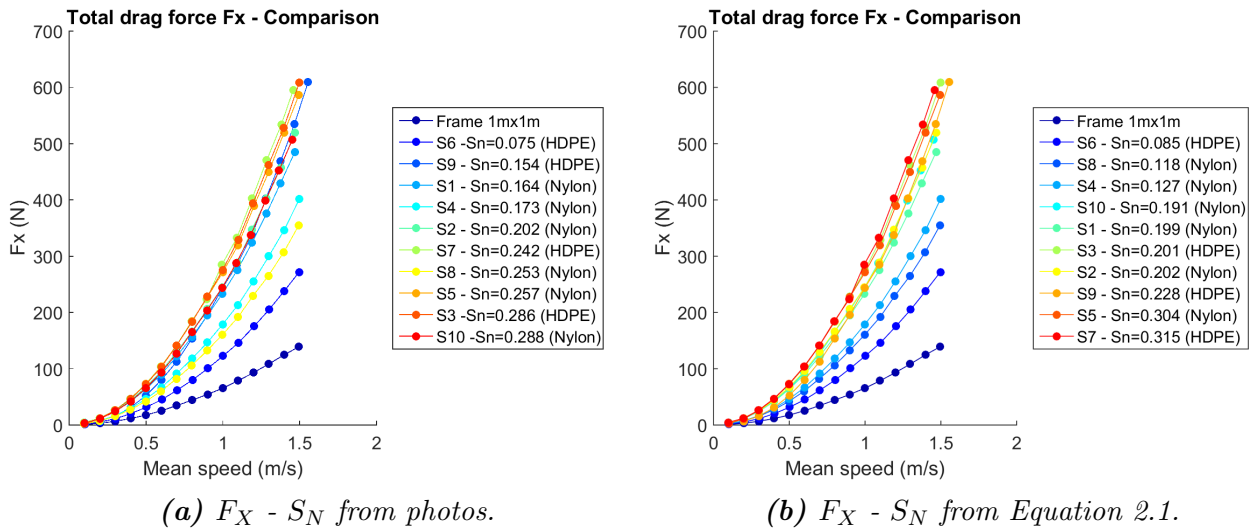 Total drag force Fx - Comparison
700
600
500
400
300
200
100
0
Fx (N)
0
0.5
1
1.5
2
Mean speed (m/s)
Frame 1mx1m
S6 -Sn=0.075 (HDPE)
S9 - Sn=0.154 (HDPE)
S1 - Sn=0.164 (Nylon)
S4 - Sn=0.173 (Nylon)
S2 - Sn=0.202 (Nylon)
S7 - Sn=0.242 (HDPE)
S8 - Sn=0.253 (Nylon)
S5 - Sn=0.257 (Nylon)
S3 - Sn=0.286 (HDPE)
S10 -Sn=0.288 (Nylon)
(a) FX - SN from photos.
Total drag force Fx - Comparison
700
600
500
400
300
200
100
0
Fx (N)
0
0.5
1
1.5
2
Mean speed (m/s)
Frame 1mx1m
S6 - Sn=0.085 (HDPE)
S8 - Sn=0.118 (Nylon)
S4 - Sn=0.127 (Nylon)
S10 - Sn=0.191 (Nylon)
S1 - Sn=0.199 (Nylon)
S3 - Sn=0.201 (HDPE)
S2 - Sn=0.202 (Nylon)
S9 - Sn=0.228 (HDPE)
S5 - Sn=0.304 (Nylon)
S7 - Sn=0.315 (HDPE)
(b) FX - SN from Equation 2.1.